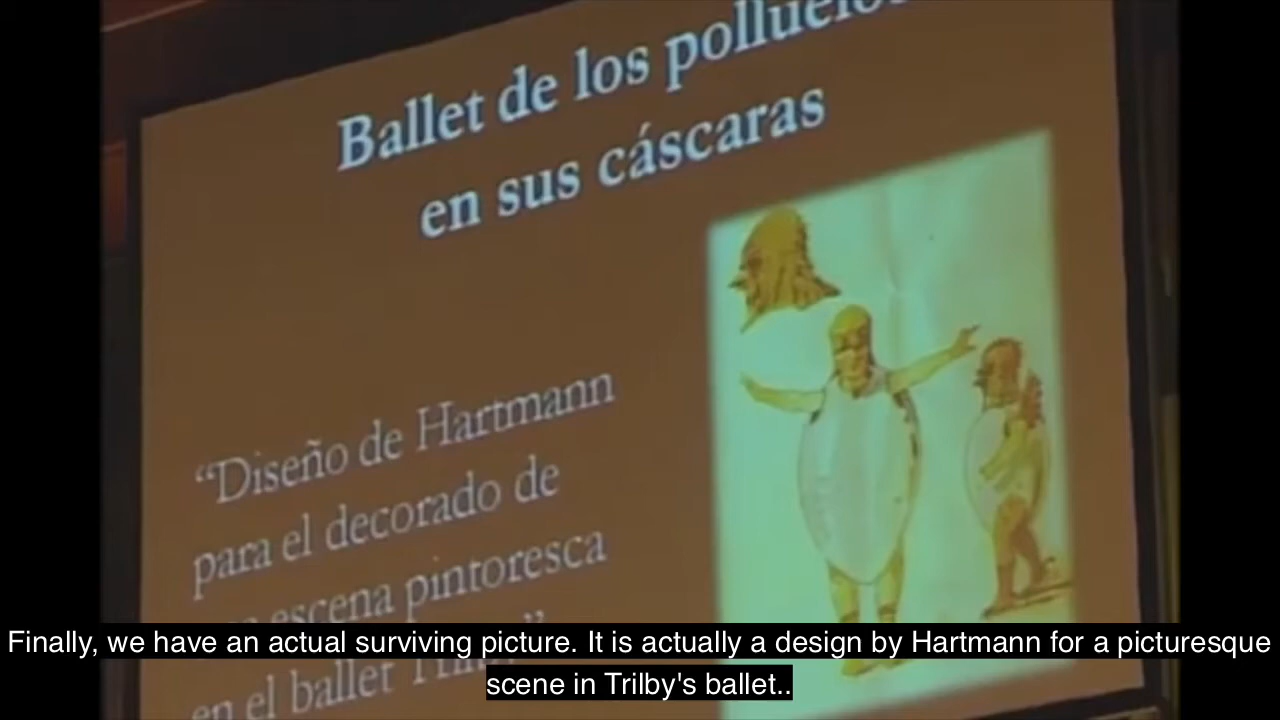 Ballet de los polluelos
en sus cáscaras
“Diseño de Hartmann
para el decorado de
escena pintoresca
en el ballet
Finally, we have an actual surviving picture. It is actually a design by Hartmann for a picturesque
scene in Trilby's ballet..